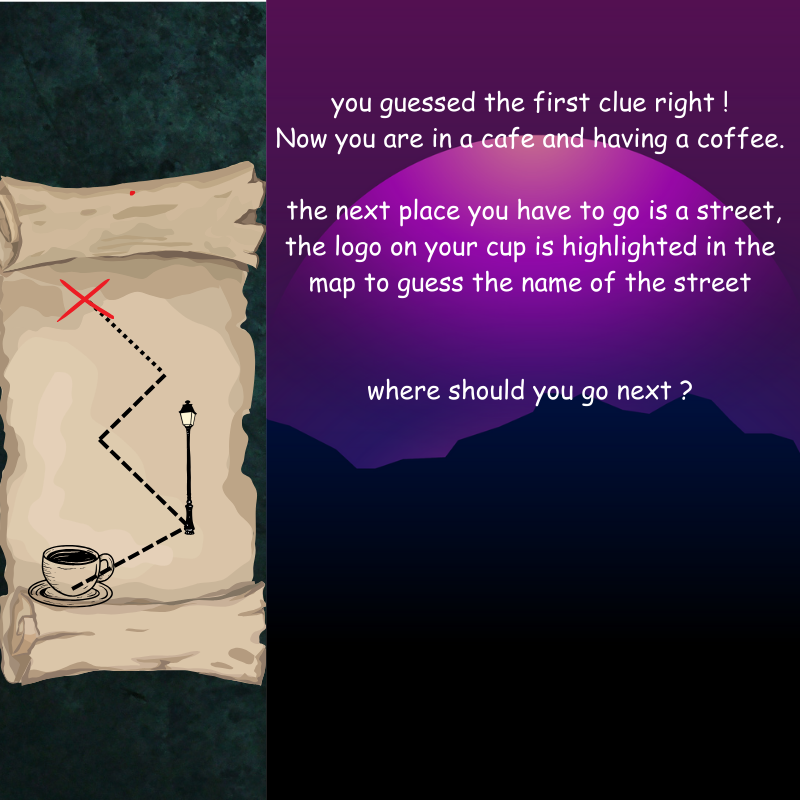 you guessed the first clue right !
Now you are in a cafe and having a coffee.
the next place you have to go is a street,
the logo on your cup is highlighted in the
map to guess the name of the street
where should you go next ?